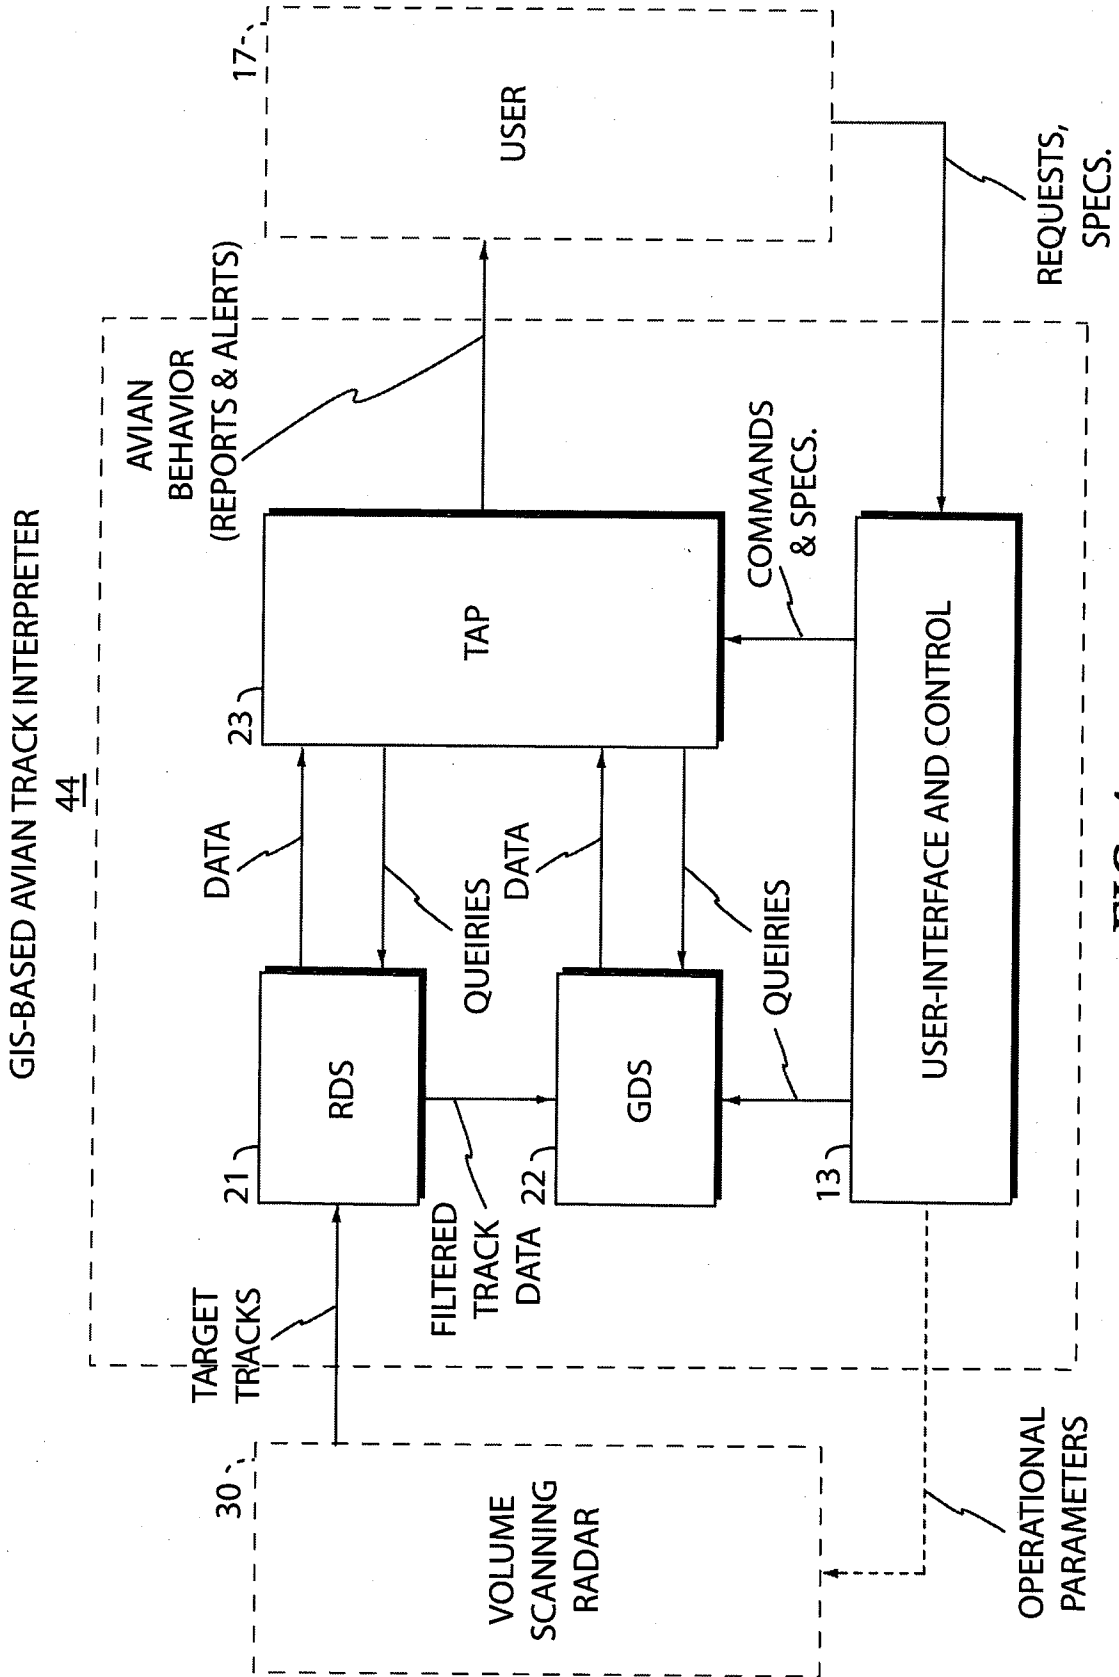 GIS-BASED AVIAN TRACK INTERPRETER
44
30
VOLUME
SCANNING
RADAR
TARGET
TRACKS
21
RDS
FILTERED
TRACK
DATA
22
GDS
DATA
QUEIRIES
DATA
QUEIRIES
23
TAP
AVIAN
BEHAVIOR
(REPORTS & ALERTS)
17
USER
COMMANDS
& SPECS.
13
USER-INTERFACE AND CONTROL
REQUESTS,
SPECS.
OPERATIONAL
PARAMETERS